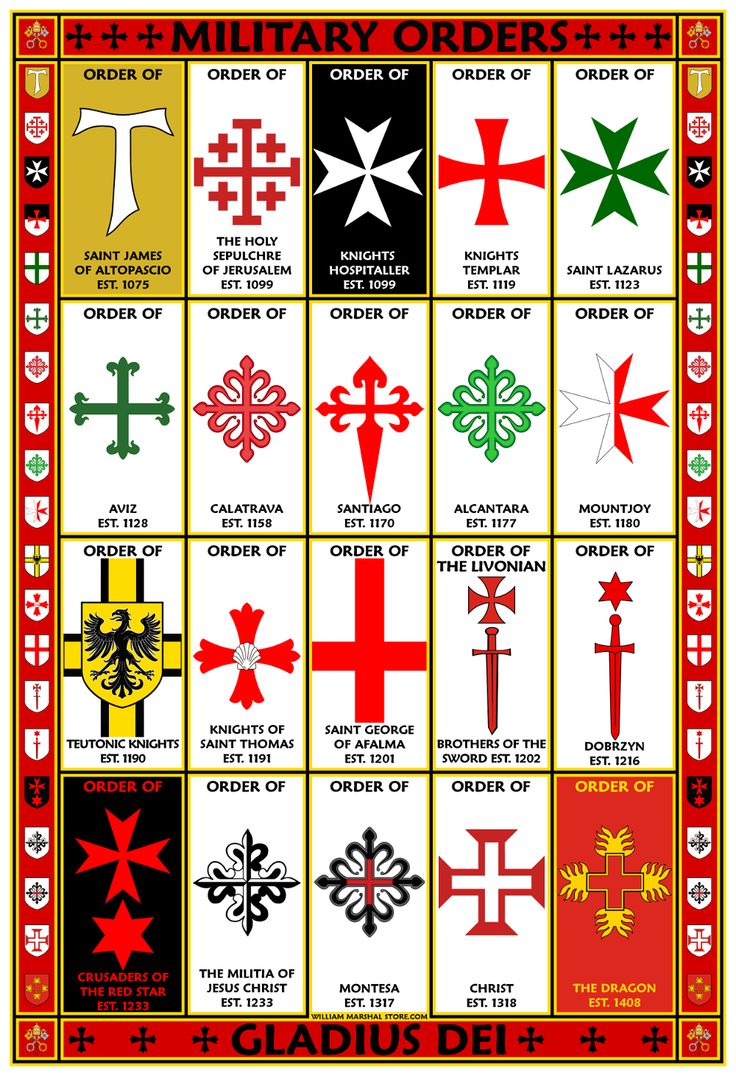 MILITARY ORDERS
ORDER OF
SAINT JAMES
OF ALTOPASCIO
EST. 1075
ORDER OF
THE HOLY
SEPULCHRE
OF JERUSALEM
EST. 1099
ORDER OF
KNIGHTS
HOSPITALLER
EST. 1099
ORDER OF
KNIGHTS
TEMPLAR
EST. 1119
ORDER OF
SAINT LAZARUS
EST. 1123
ORDER OF
AVIZ
EST. 1128
ORDER OF
CALATRAVA
EST. 1158
ORDER OF
SANTIAGO
EST. 1170
ORDER OF
ALCANTARA
EST. 1177
ORDER OF
MOUNTJOY
EST. 1180
ORDER OF
TEUTONIC KNIGHTS
EST. 1190
ORDER OF
KNIGHTS OF
SAINT THOMAS
EST. 1191
ORDER OF
SAINT GEORGE
OF AFALMA
EST. 1201
ORDER OF
THE LIVONIAN
BROTHERS OF THE
SWORD EST. 1202
ORDER OF
DOBRZYN
EST. 1216
ORDER OF
CRUSADERS OF
THE RED STAR
EST. 1233
ORDER OF
THE MILITIA OF
JESUS CHRIST
EST. 1233
ORDER OF
MONTESA
EST. 1317
ORDER OF
CHRIST
EST. 1318
ORDER OF
THE DRAGON
EST. 1408
WILLIAM MARSHAL STORE.COM
GLADIUS DEI